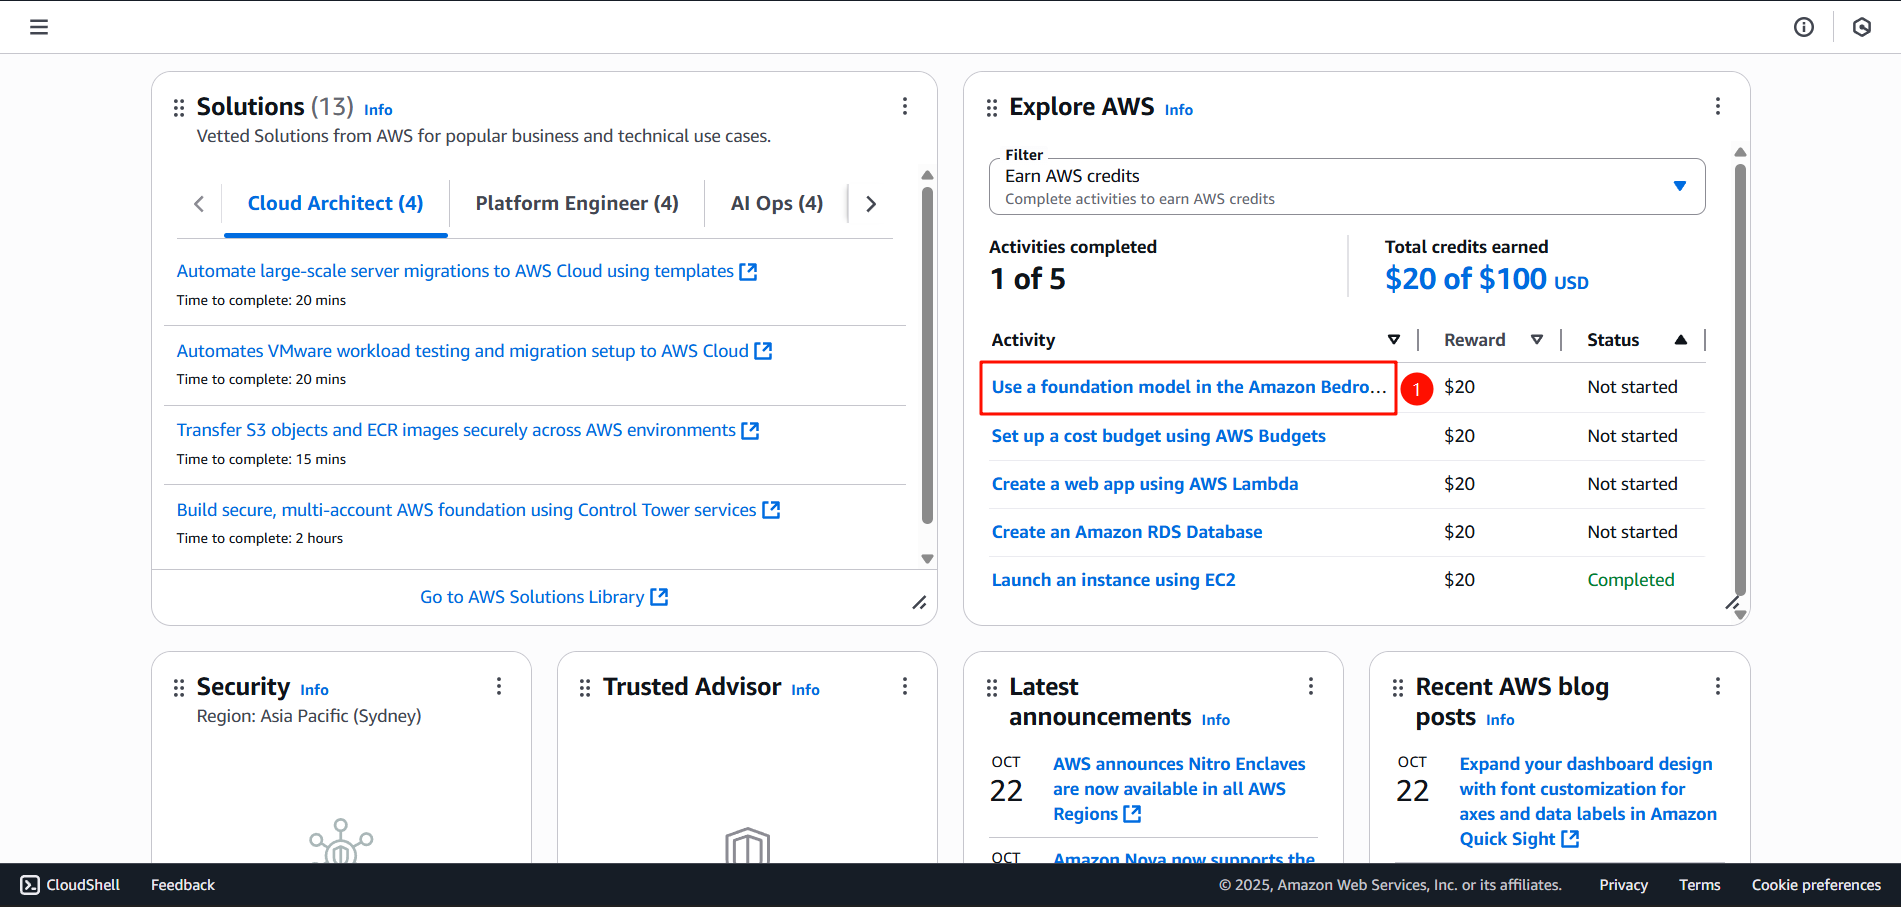 Solutions (13) Info
Vetted Solutions from AWS for popular business and technical use cases.
Cloud Architect (4)
Platform Engineer (4)
AI Ops (4)
Automate large-scale server migrations to AWS Cloud using templates
Time to complete: 20 mins
Automates VMware workload testing and migration setup to AWS Cloud
Time to complete: 20 mins
Transfer S3 objects and ECR images securely across AWS environments
Time to complete: 15 mins
Build secure, multi-account AWS foundation using Control Tower services
Time to complete: 2 hours
Go to AWS Solutions Library
Explore AWS Info
Filter
Earn AWS credits
Complete activities to earn AWS credits
Activities completed
1 of 5
Total credits earned
$20 of $100 USD
Activity Reward Status
Use a foundation model in the Amazon Bedro... 1 $20 Not started
Set up a cost budget using AWS Budgets $20 Not started
Create a web app using AWS Lambda $20 Not started
Create an Amazon RDS Database $20 Not started
Launch an instance using EC2 $20 Completed
Security Info
Region: Asia Pacific (Sydney)
Trusted Advisor Info
Latest
announcements Info
OCT
22
AWS announces Nitro Enclaves
are now available in all AWS
Regions
OCT
Amazon Nova now supports the
Recent AWS blog
posts Info
OCT
22
Expand your dashboard design
with font customization for
axes and data labels in Amazon
Quick Sight
CloudShell Feedback © 2025, Amazon Web Services, Inc. or its affiliates. Privacy Terms Cookie preferences